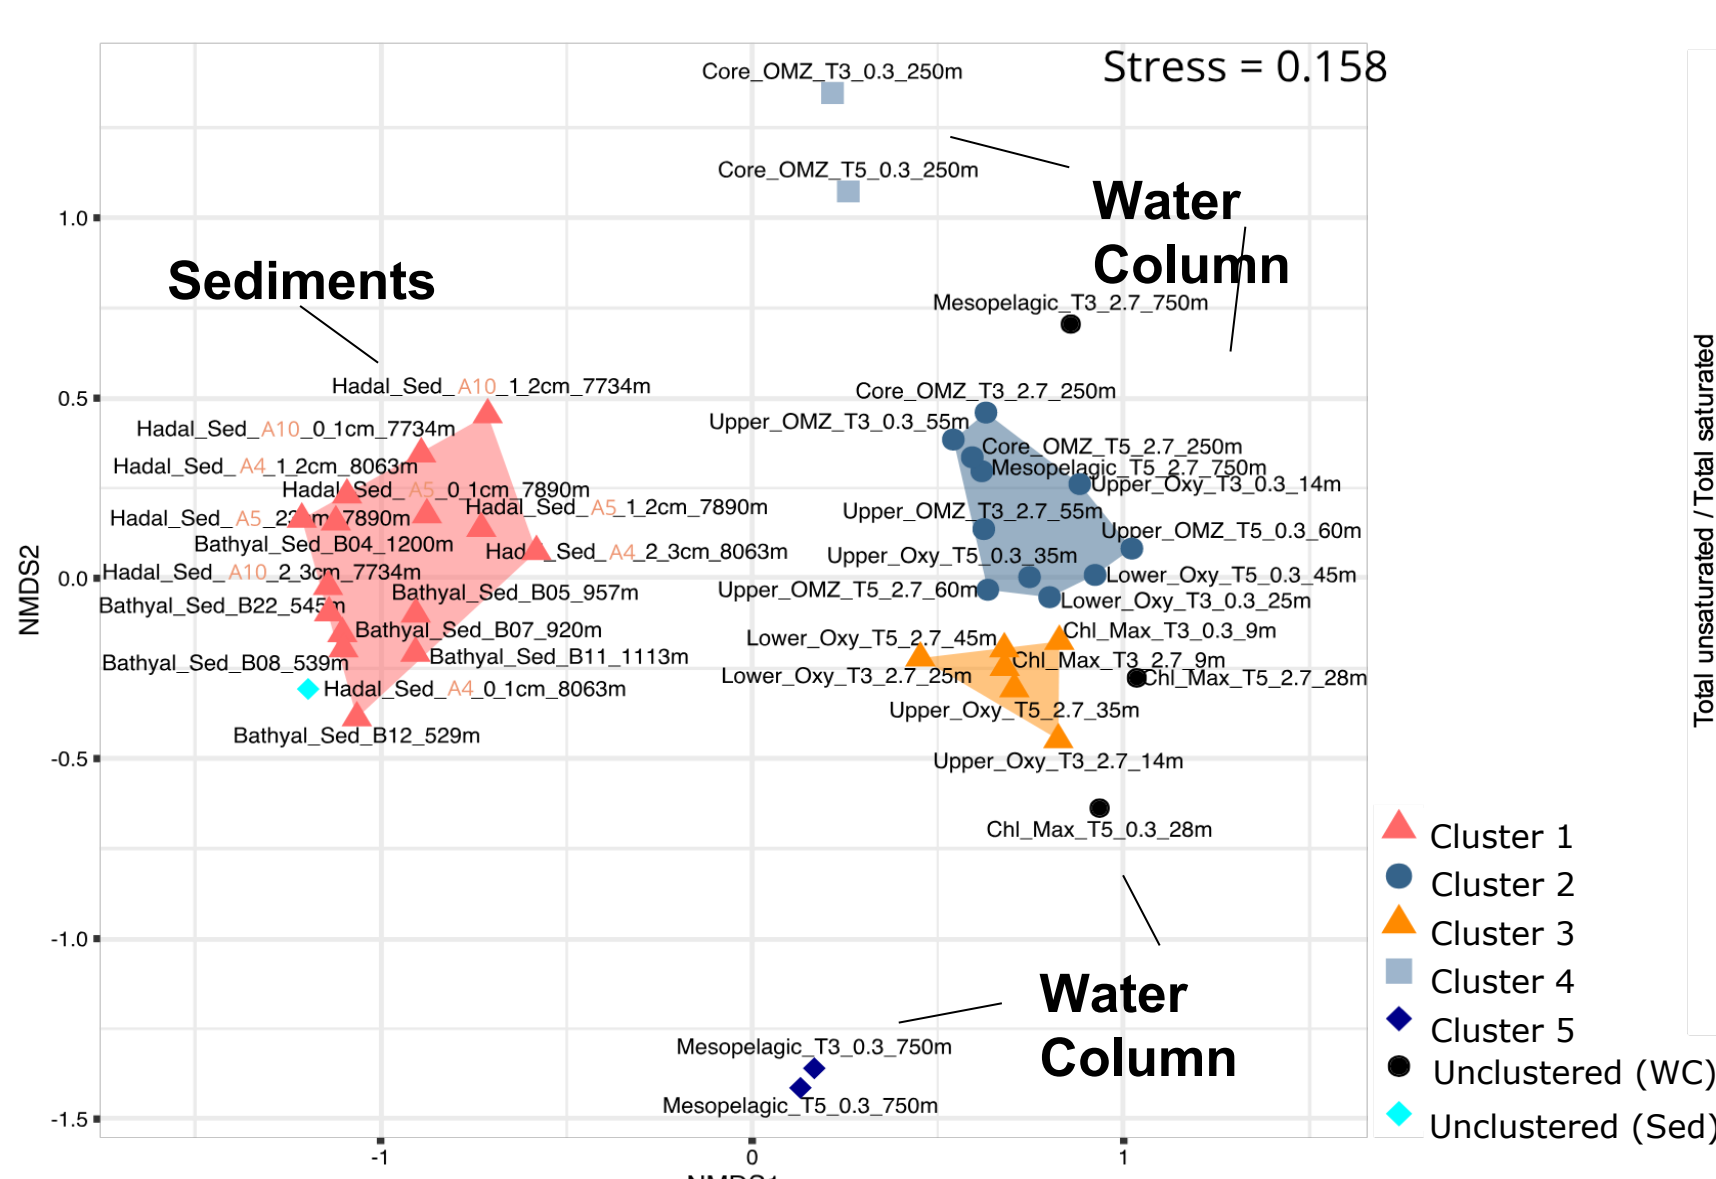 Stress = 0.158
Core_OMZ_T3_0.3_250m
Core_OMZ_T5_0.3_250m
Water
Column
1.0
Sediments
Mesopelagic_T3_2.7_750m
Hadal_Sed_A10_1_2cm_7734m
Core_OMZ_T3_2.7_250m
0.5
Hadal_Sed_A10_0_1cm_7734m
Upper_OMZ_T3_0.3_55m
Core_OMZ_T5_2.7_250m
Hadal_Sed_A4_1_2cm_8063m
Mesopelagic_T5_2.7_750m
Hadal_Sed_A5_0_1cm_7890m
Upper_Oxy_T3_0.3_14m
Hadal_Sed_A5_1_2cm_7890m
Upper_OMZ_T3_2.7_55m
Hadal_Sed_A5_23cm_7890m
Upper_OMZ_T5_0.3_60m
Bathyal_Sed_B04_1200m
Hadal_Sed_A4_2_3cm_8063m
Upper_Oxy_T5_0.3_35m
0.0
Hadal_Sed_A10_2_3cm_7734m
Lower_Oxy_T5_0.3_45m
Upper_OMZ_T5_2.7_60m
Bathyal_Sed_B05_957m
Lower_Oxy_T3_0.3_25m
Bathyal_Sed_B22_545m
Bathyal_Sed_B07_920m
Chl_Max_T3_0.3_9m
Lower_Oxy_T5_2.7_45m
Bathyal_Sed_B11_1113m
Chl_Max_T3_2.7_9m
Bathyal_Sed_B08_539m
Lower_Oxy_T3_2.7_25m
Chl_Max_T5_2.7_28m
Hadal_Sed_A4_0_1cm_8063m
Upper_Oxy_T5_2.7_35m
Bathyal_Sed_B12_529m
-0.5
Upper_Oxy_T3_2.7_14m
Chl_Max_T5_0.3_28m
-1.0
Water
Column
Mesopelagic_T3_0.3_750m
Mesopelagic_T5_0.3_750m
-1.5
-1
0
1
NMDS1
NMDS2
Cluster 1
Cluster 2
Cluster 3
Cluster 4
Cluster 5
Unclustered (WC)
Unclustered (Sed)
Total unsaturated / Total saturated